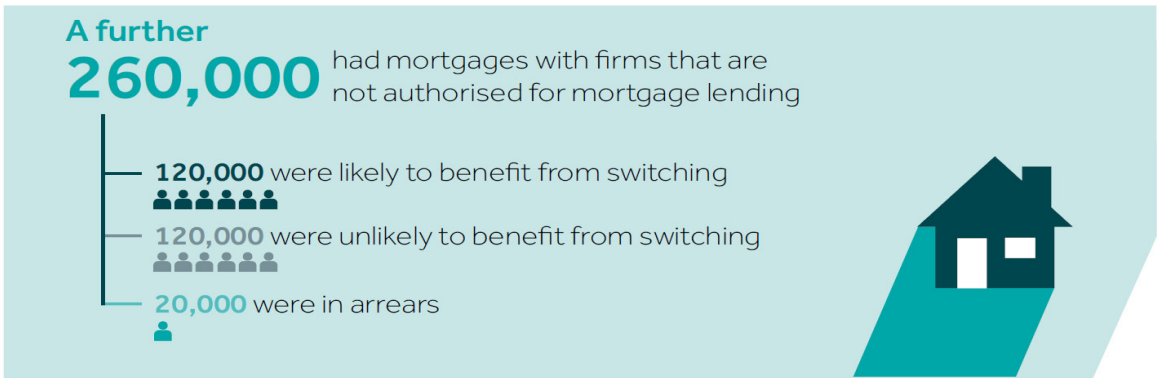 A further
260,000 had mortgages with firms that are
not authorised for mortgage lending
120,000 were likely to benefit from switching
120,000 were unlikely to benefit from switching
20,000 were in arrears